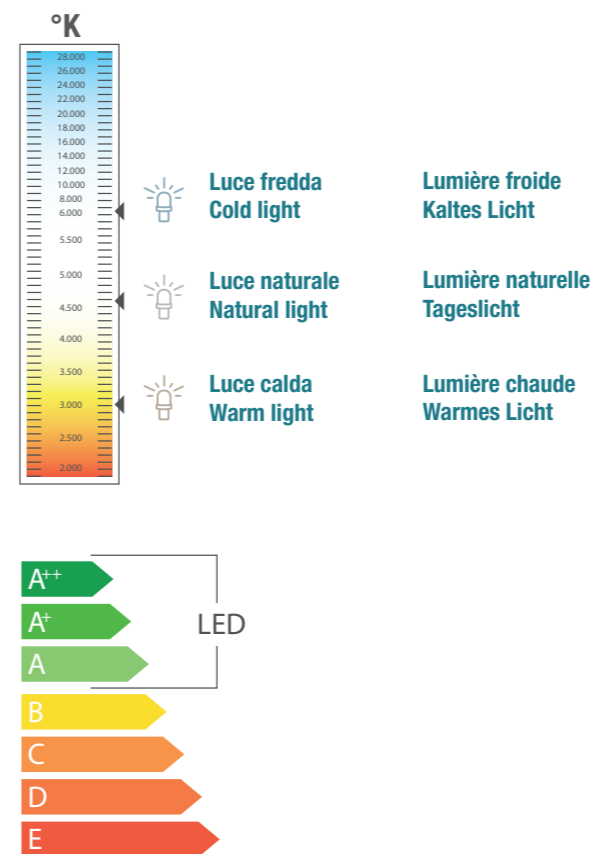 °K
28.000
26.000
24.000
22.000
20.000
18.000
16.000
14.000
12.000
10.000
8.000
6.000
5.500
5.000
4.500
4.000
3.500
3.000
2.500
2.000
Luce fredda
Cold light
Lumière froide
Kaltes Licht
Luce naturale
Natural light
Lumière naturelle
Tageslicht
Luce calda
Warm light
Lumière chaude
Warmes Licht
A++
A+
A
LED
B
C
D
E